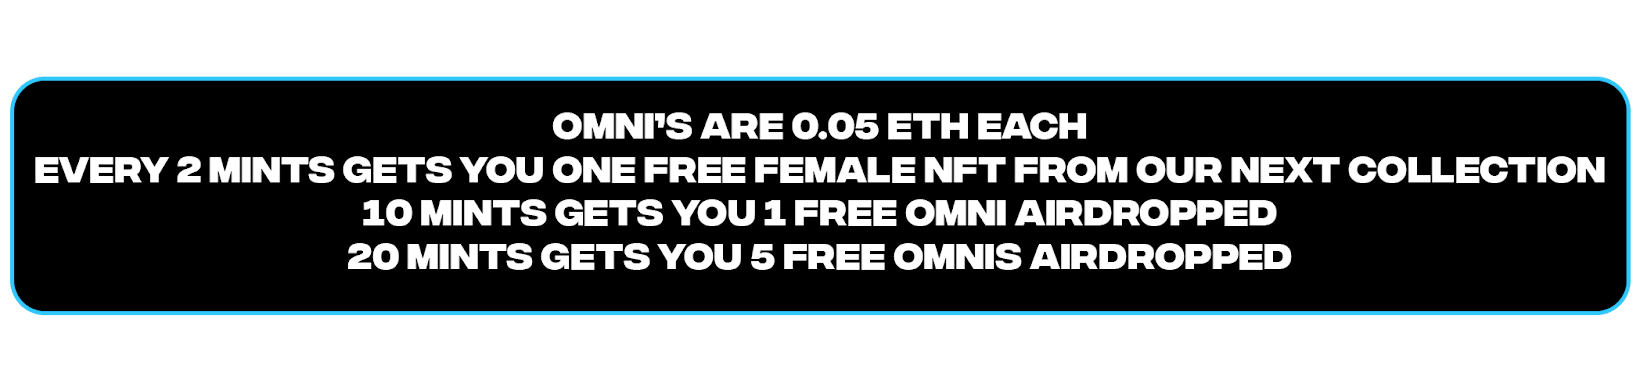 OMNI'S ARE 0.05 ETH EACH
EVERY 2 MINTS GETS YOU ONE FREE FEMALE NFT FROM OUR NEXT COLLECTION
10 MINTS GETS YOU 1 FREE OMNI AIRDROPPED
20 MINTS GETS YOU 5 FREE OMNIS AIRDROPPED